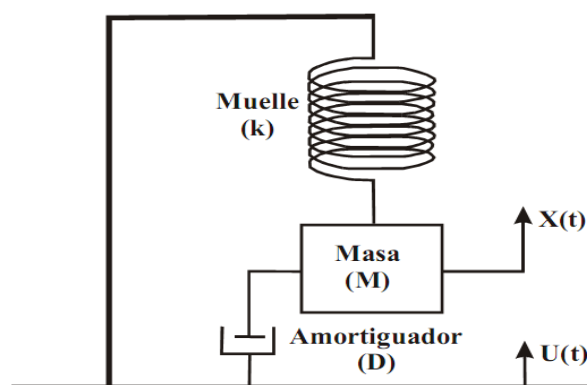 Muelle
(k)
X(t)
Masa
(M)
Amortiguador
(D)
U(t)